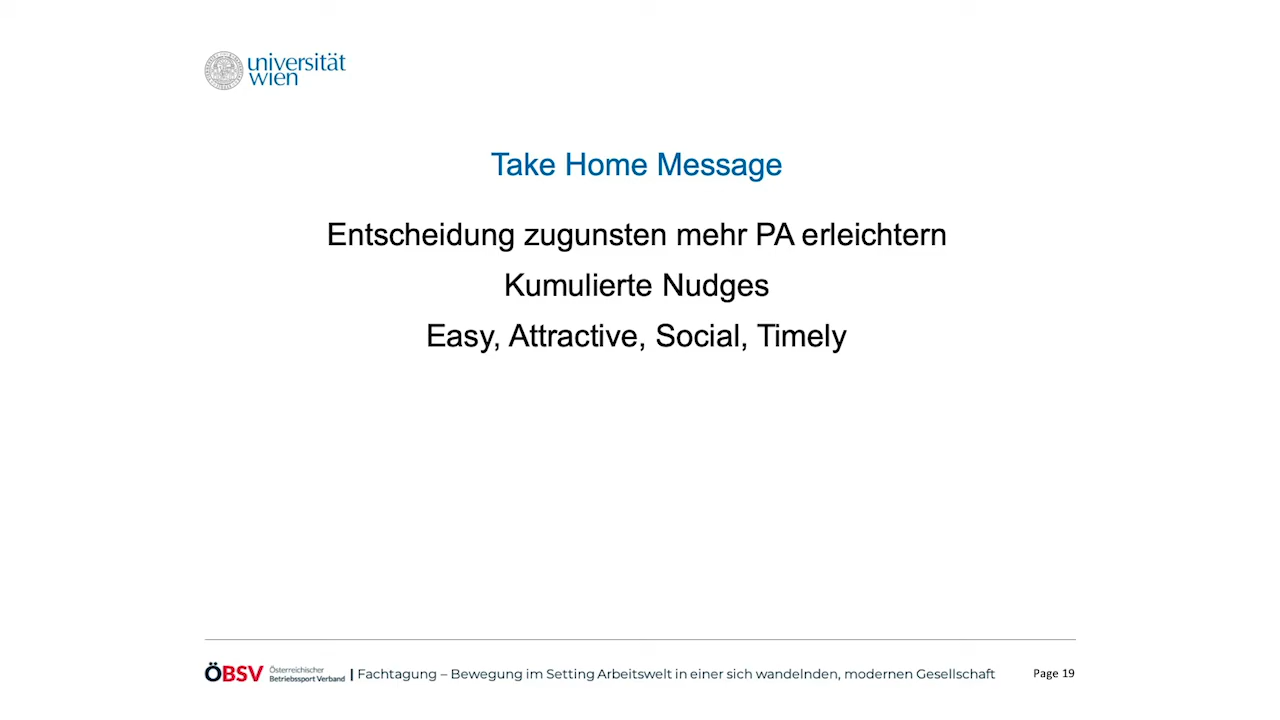 universität
wien
Take Home Message
Entscheidung zugunsten mehr PA erleichtern
Kumulierte Nudges
Easy, Attractive, Social, Timely
ÖBSV Österreichischer
Betriebssport Verband | Fachtagung – Bewegung im Setting Arbeitswelt in einer sich wandelnden, modernen Gesellschaft Page 19